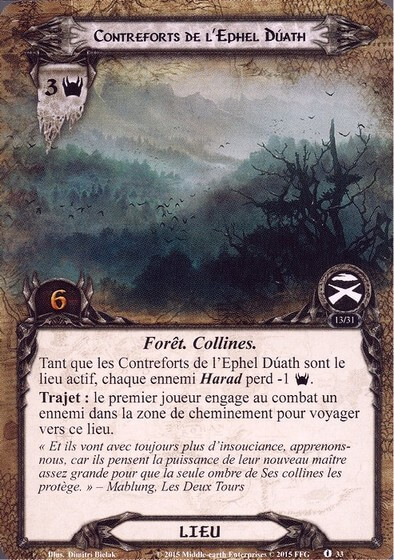 Contreforts de l'Ephel Dúath
3
6
13/31
Forêt. Collines.
Tant que les Contreforts de l'Ephel Dúath sont le
lieu actif, chaque ennemi Harad perd -1 .
Trajet : le premier joueur engage au combat un
ennemi dans la zone de cheminement pour voyager
vers ce lieu.
« Et ils vont avec toujours plus d'insouciance, apprenons-
nous, car ils pensent la puissance de leur nouveau maître
assez grande pour que la seule ombre de Ses collines les
protège. » – Mablung, Les Deux Tours
LIEU
Illus. Dimitri Bielak
© 2015 Middle-earth Enterprises © 2015 FFG
33